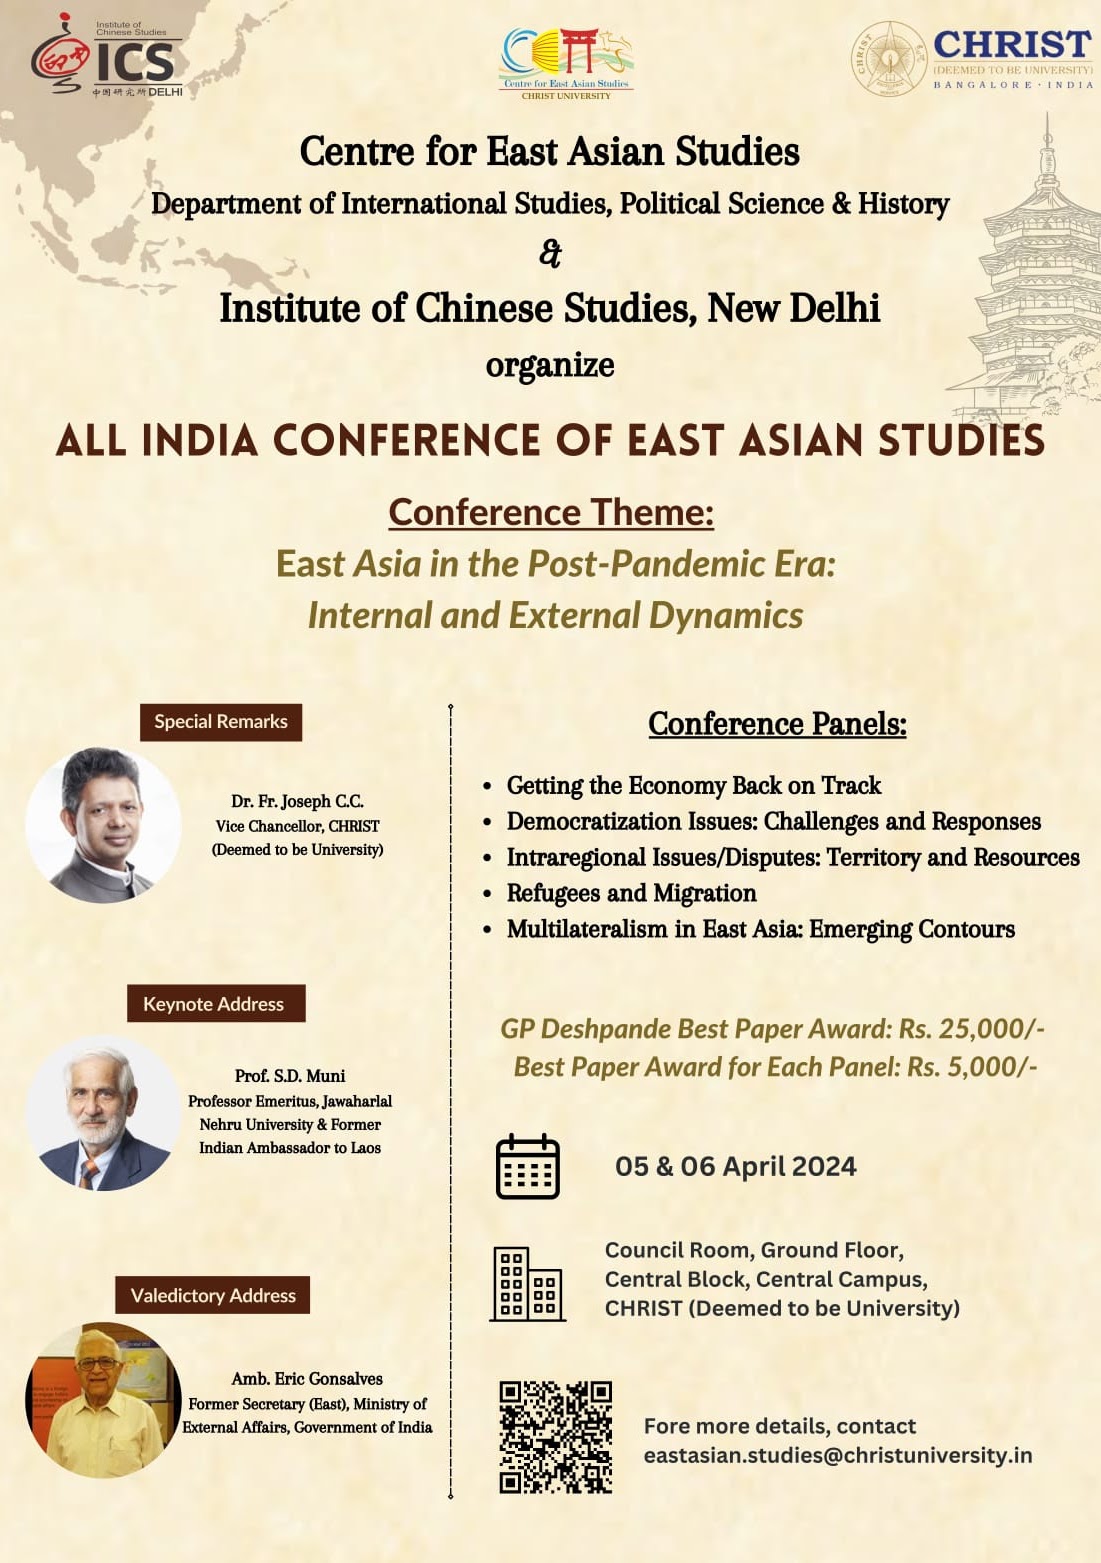 Institute of
Chinese Studies
ICS
中国研究所 DELHI
Centre for East Asian Studies
CHRIST UNIVERSITY
CHRIST
(DEEMED TO BE UNIVERSITY)
BANGALORE · INDIA
Centre for East Asian Studies
Department of International Studies, Political Science & History
&
Institute of Chinese Studies, New Delhi
organize
ALL INDIA CONFERENCE OF EAST ASIAN STUDIES
Conference Theme:
East Asia in the Post-Pandemic Era:
Internal and External Dynamics
Special Remarks
Dr. Fr. Joseph C.C.
Vice Chancellor, CHRIST
(Deemed to be University)
Keynote Address
Prof. S.D. Muni
Professor Emeritus, Jawaharlal
Nehru University & Former
Indian Ambassador to Laos
Valedictory Address
Amb. Eric Gonsalves
Former Secretary (East), Ministry of
External Affairs, Government of India
Conference Panels:
• Getting the Economy Back on Track
• Democratization Issues: Challenges and Responses
• Intraregional Issues/Disputes: Territory and Resources
• Refugees and Migration
• Multilateralism in East Asia: Emerging Contours
GP Deshpande Best Paper Award: Rs. 25,000/-
Best Paper Award for Each Panel: Rs. 5,000/-
05 & 06 April 2024
Council Room, Ground Floor,
Central Block, Central Campus,
CHRIST (Deemed to be University)
Fore more details, contact
eastasian.studies@christuniversity.in